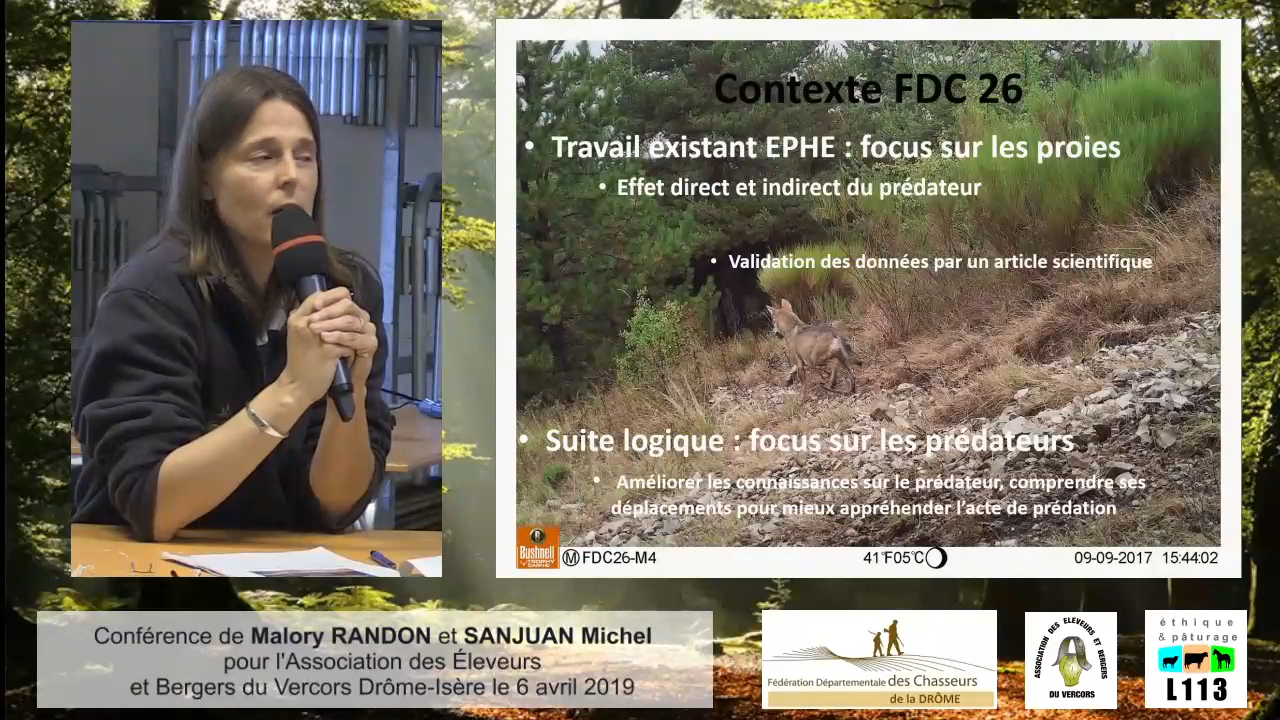 Contexte FDC 26
• Travail existant EPHE : focus sur les proies
• Effet direct et indirect du prédateur
• Validation des données par un article scientifique
• Suite logique : focus sur les prédateurs
• Améliorer les connaissances sur le prédateur, comprendre ses
déplacements pour mieux appréhender l’acte de prédation
Bushnell
TROPHY
Ⓜ FDC26-M4 41°F05°C 09-09-2017 15:44:02
Conférence de Malory RANDON et SANJUAN Michel
pour l'Association des Éleveurs
et Bergers du Vercors Drôme-Isère le 6 avril 2019
Fédération Départementale des Chasseurs
de la DRÔME
ASSOCIATION DES ELEVEURS ET BERGERS
DU VERCORS
éthique
& pâturage
L113